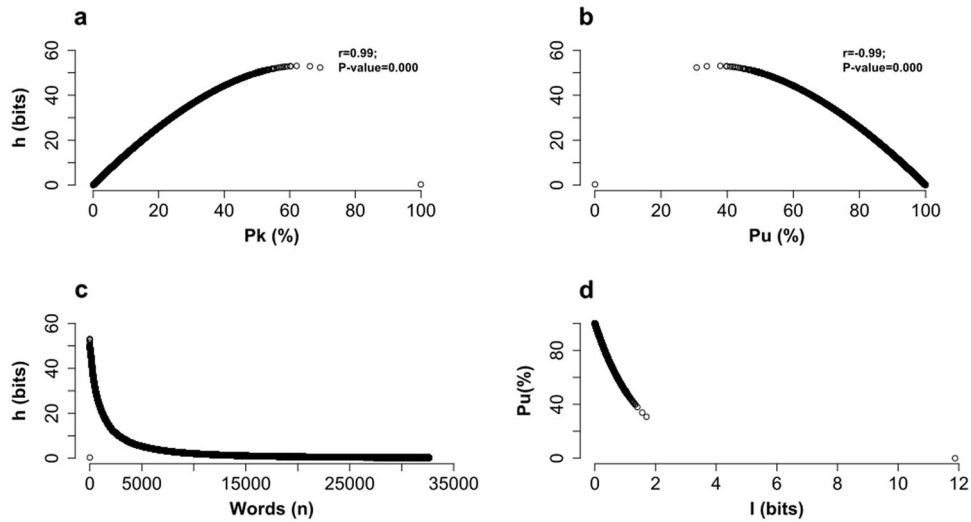 a
r=0.99;
P-value=0.000
60
40
20
0
h (bits)
0 20 40 60 80 100
Pk (%)
b
r=-0.99;
P-value=0.000
60
40
20
0
h (bits)
0 20 40 60 80 100
Pu (%)
c
60
40
20
0
h (bits)
0 5000 15000 25000 35000
Words (n)
d
80
40
0
Pu(%)
0 2 4 6 8 10 12
I (bits)